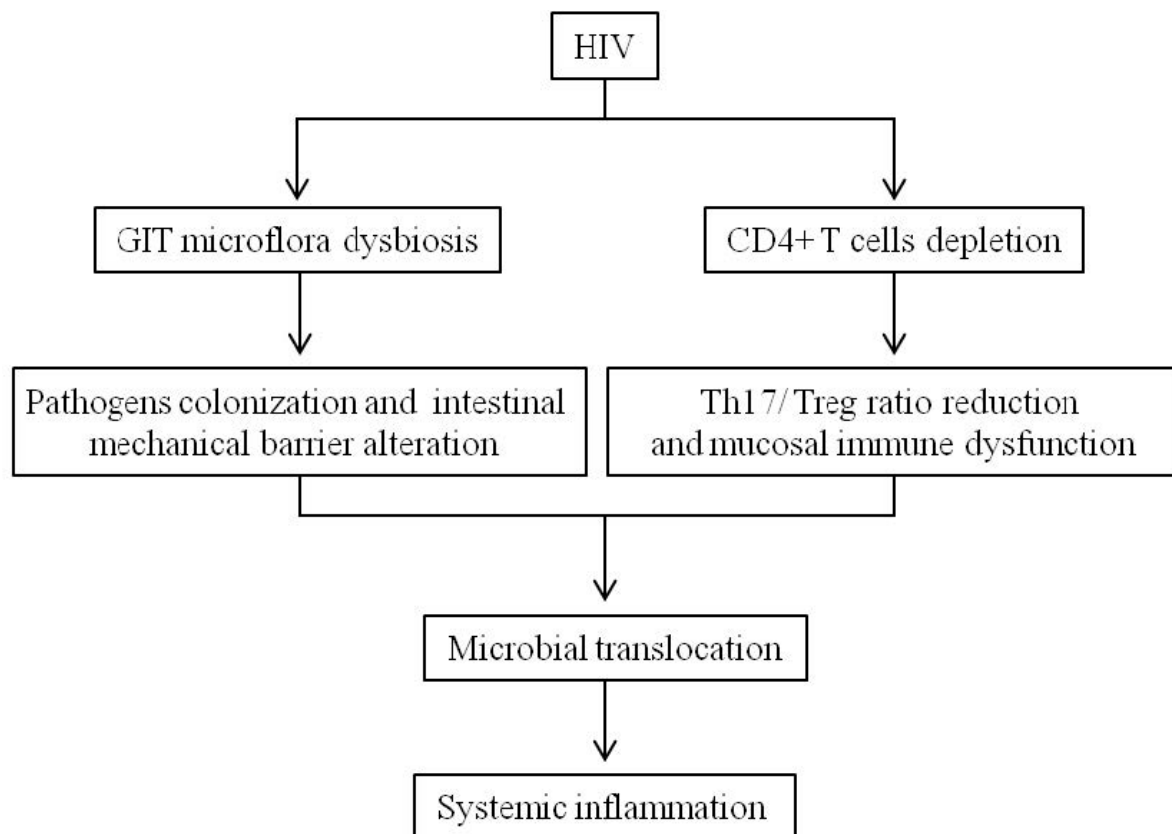 HIV
GIT microflora dysbiosis
CD4+ T cells depletion
Pathogens colonization and intestinal
mechanical barrier alteration
Th17/ Treg ratio reduction
and mucosal immune dysfunction
Microbial translocation
Systemic inflammation